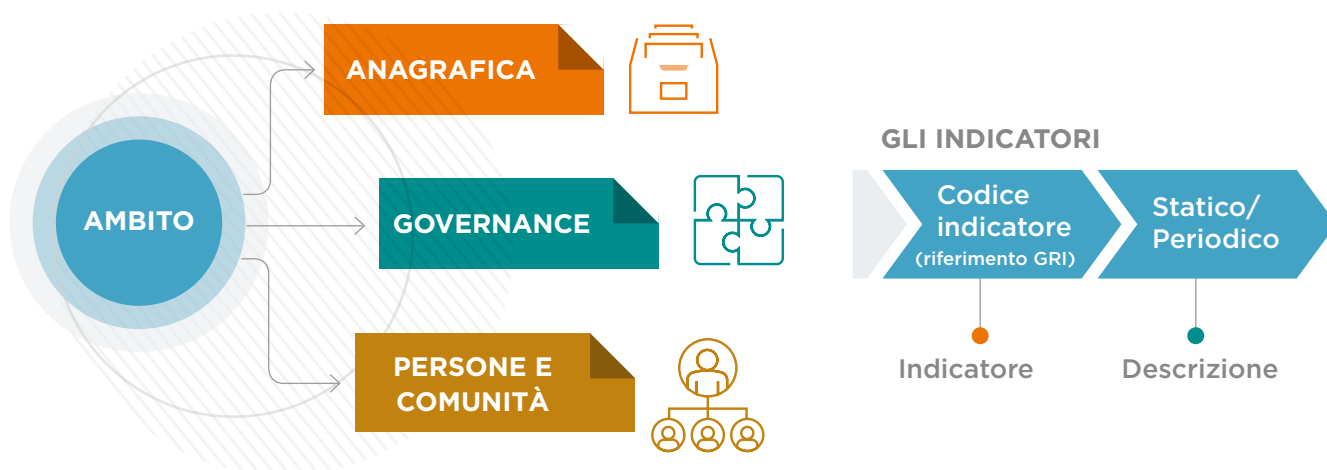 AMBITO
ANAGRAFICA
GOVERNANCE
PERSONE E
COMUNITÀ
GLI INDICATORI
Codice
indicatore
(riferimento GRI)
Statico/
Periodico
Indicatore
Descrizione